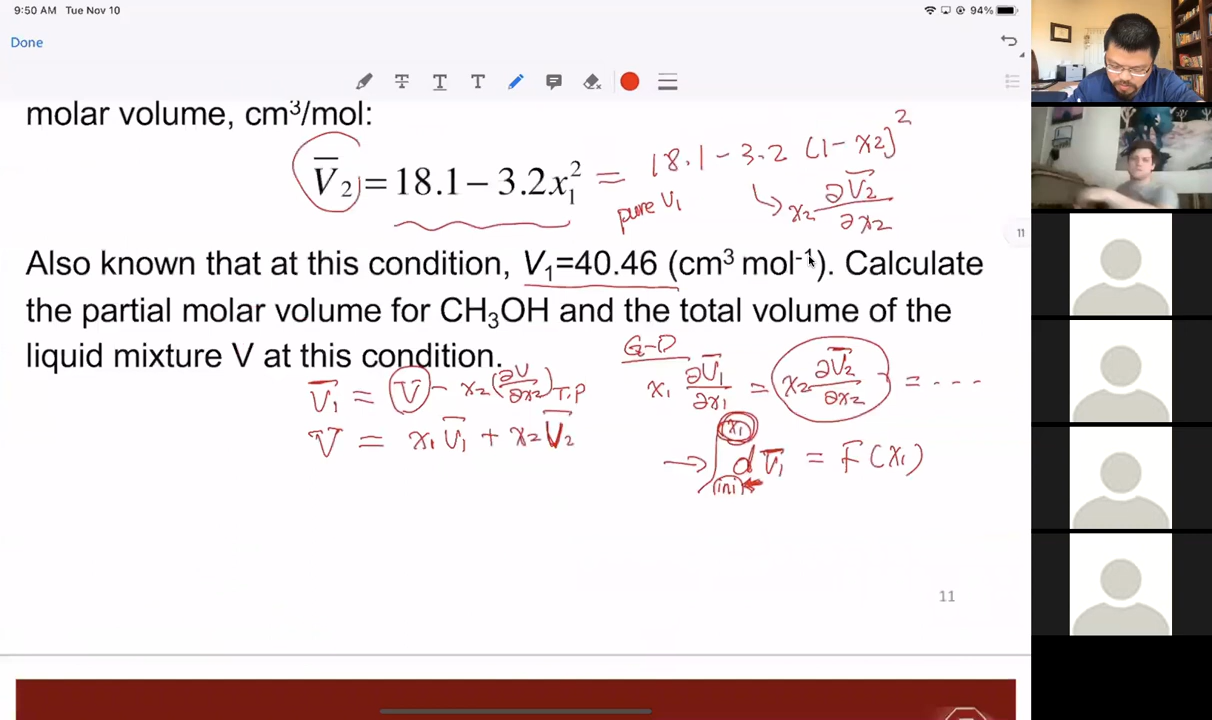 9:50 AM Tue Nov 10
94%
Done
molar volume, cm³/mol:
V̅₂ = 18.1 − 3.2x₁² = 18.1 − 3.2 (1 − x2)²
pure V₁
x₂ ∂V̅₂/∂x₂
11
Also known that at this condition, V₁=40.46 (cm³ mol⁻¹). Calculate
the partial molar volume for CH₃OH and the total volume of the
liquid mixture V at this condition.
G-D
V̅₁ = V − x₂(∂V/∂x₂)T,P
x₁ ∂V̅₁/∂x₁ = x₂ ∂V̅₂/∂x₂ = ...
V = x₁V̅₁ + x₂V̅₂
→ ∫ini^x₁ dV̅₁ = F(x₁)
11